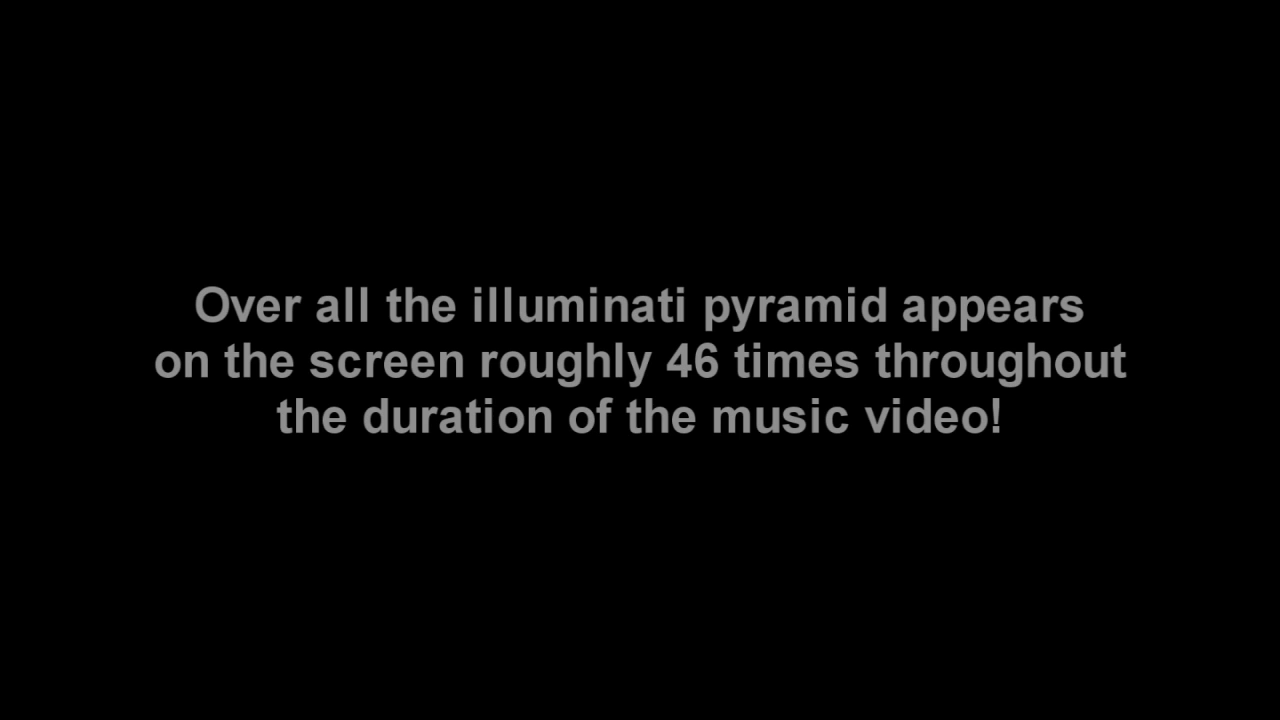 Over all the illuminati pyramid appears
on the screen roughly 46 times throughout
the duration of the music video!